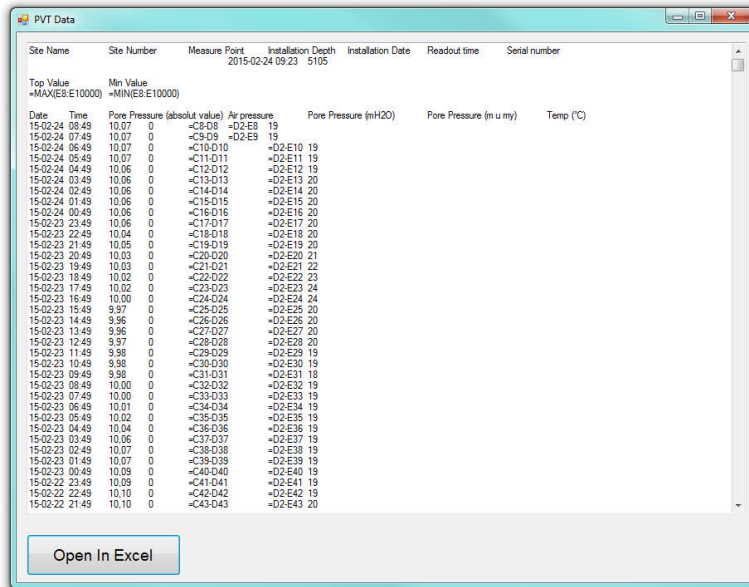 PVT Data
Site Name Site Number Measure Point Installation Depth Installation Date Readout time Serial number
2015-02-24 09:23 5105
Top Value Min Value
=MAX(E8:E10000) =MIN(E8:E10000)
Date Time Pore Pressure (absolut value) Air pressure Pore Pressure (mH2O) Pore Pressure (m u my) Temp (°C)
15-02-24 08:49 10,07 0 =C8-D8 =D2-E8 19
15-02-24 07:49 10,07 0 =C9-D9 =D2-E9 19
15-02-24 06:49 10,07 0 =C10-D10 =D2-E10 19
15-02-24 05:49 10,07 0 =C11-D11 =D2-E11 19
15-02-24 04:49 10,06 0 =C12-D12 =D2-E12 19
15-02-24 03:49 10,06 0 =C13-D13 =D2-E13 20
15-02-24 02:49 10,06 0 =C14-D14 =D2-E14 20
15-02-24 01:49 10,06 0 =C15-D15 =D2-E15 20
15-02-24 00:49 10,06 0 =C16-D16 =D2-E16 20
15-02-23 23:49 10,06 0 =C17-D17 =D2-E17 20
15-02-23 22:49 10,04 0 =C18-D18 =D2-E18 20
15-02-23 21:49 10,05 0 =C19-D19 =D2-E19 20
15-02-23 20:49 10,03 0 =C20-D20 =D2-E20 21
15-02-23 19:49 10,03 0 =C21-D21 =D2-E21 22
15-02-23 18:49 10,02 0 =C22-D22 =D2-E22 23
15-02-23 17:49 10,02 0 =C23-D23 =D2-E23 24
15-02-23 16:49 10,00 0 =C24-D24 =D2-E24 24
15-02-23 15:49 9,97 0 =C25-D25 =D2-E25 20
15-02-23 14:49 9,96 0 =C26-D26 =D2-E26 20
15-02-23 13:49 9,96 0 =C27-D27 =D2-E27 20
15-02-23 12:49 9,97 0 =C28-D28 =D2-E28 20
15-02-23 11:49 9,98 0 =C29-D29 =D2-E29 19
15-02-23 10:49 9,98 0 =C30-D30 =D2-E30 19
15-02-23 09:49 9,98 0 =C31-D31 =D2-E31 18
15-02-23 08:49 10,00 0 =C32-D32 =D2-E32 19
15-02-23 07:49 10,00 0 =C33-D33 =D2-E33 19
15-02-23 06:49 10,01 0 =C34-D34 =D2-E34 19
15-02-23 05:49 10,02 0 =C35-D35 =D2-E35 19
15-02-23 04:49 10,04 0 =C36-D36 =D2-E36 19
15-02-23 03:49 10,06 0 =C37-D37 =D2-E37 19
15-02-23 02:49 10,07 0 =C38-D38 =D2-E38 19
15-02-23 01:49 10,07 0 =C39-D39 =D2-E39 19
15-02-23 00:49 10,09 0 =C40-D40 =D2-E40 19
15-02-22 23:49 10,09 0 =C41-D41 =D2-E41 19
15-02-22 22:49 10,10 0 =C42-D42 =D2-E42 19
15-02-22 21:49 10,10 0 =C43-D43 =D2-E43 20
Open In Excel